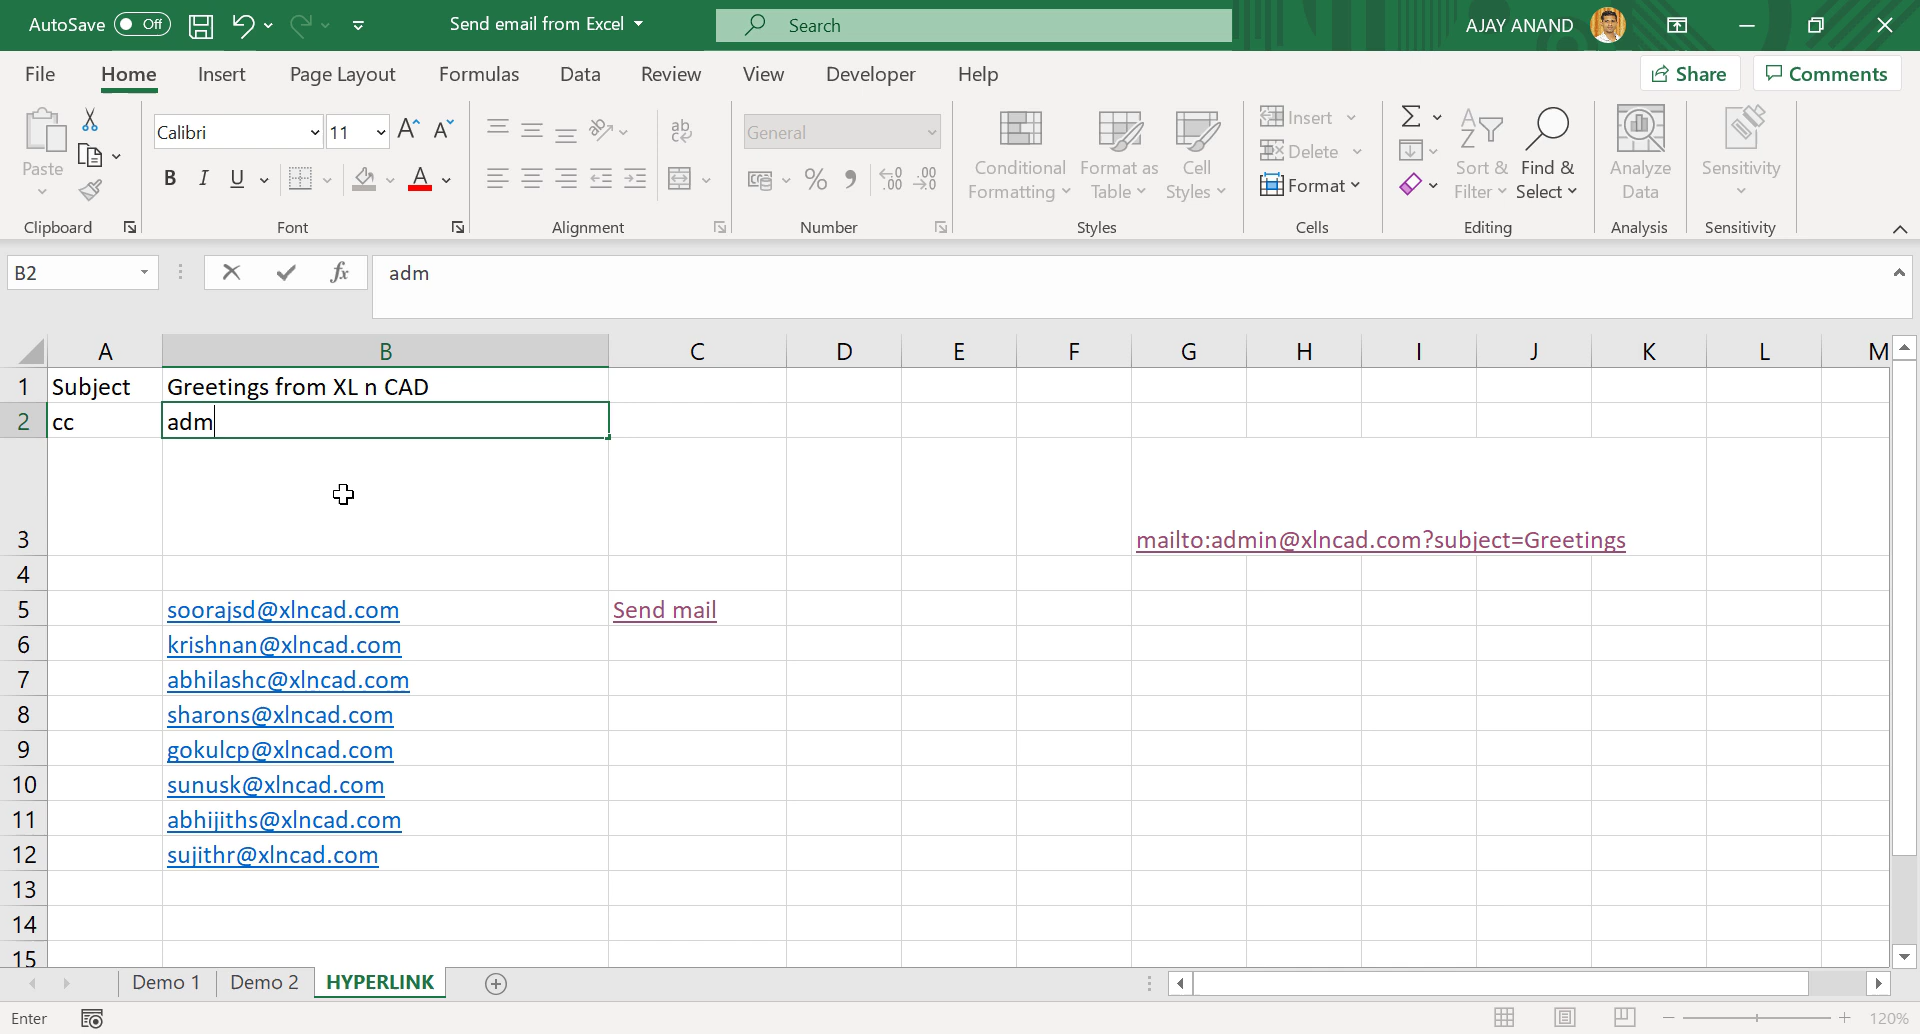 AutoSave Off Send email from Excel Search AJAY ANAND
File Home Insert Page Layout Formulas Data Review View Developer Help Share Comments
Calibri 11 General Insert
Paste Conditional Formatting Format as Table Cell Styles Delete Sort & Filter Find & Select Analyze Data Sensitivity
B I U A % Format
Clipboard Font Alignment Number Styles Cells Editing Analysis Sensitivity
B2 fx adm
A B C D E F G H I J K L M
1 Subject Greetings from XL n CAD
2 cc adm
3 mailto:admin@xlncad.com?subject=Greetings
4
5 soorajsd@xlncad.com Send mail
6 krishnan@xlncad.com
7 abhilashc@xlncad.com
8 sharons@xlncad.com
9 gokulcp@xlncad.com
10 sunusk@xlncad.com
11 abhijiths@xlncad.com
12 sujithr@xlncad.com
13
14
15
Demo 1 Demo 2 HYPERLINK
Enter 120%